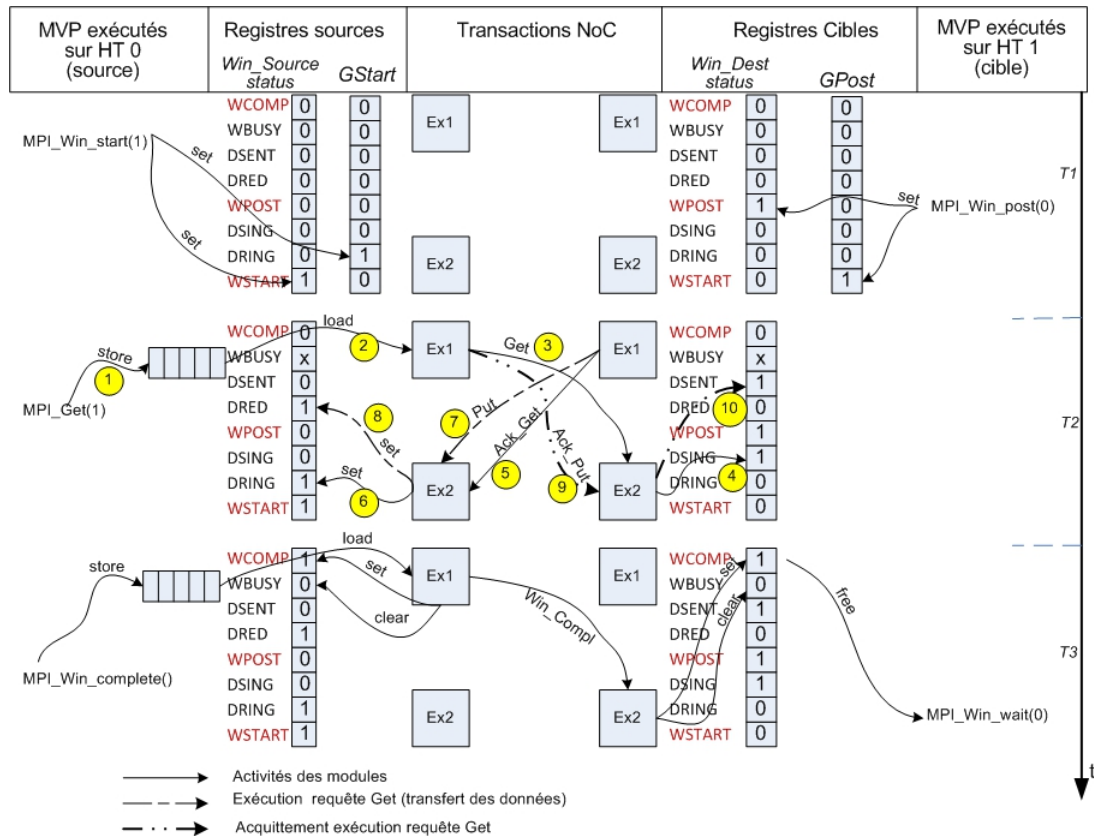 MVP exécutés
sur HT 0
(source)
Registres sources
Win_Source
status
GStart
Transactions NoC
Registres Cibles
Win_Dest
status
GPost
MVP exécutés
sur HT 1
(cible)
MPI_Win_start(1)
set
set
WCOMP 0 0
WBUSY 0 0
DSENT 0 0
DRED 0 0
WPOST 0 0
DSING 0 0
DRING 0 1
WSTART 1 0
Ex1
Ex1
Ex2
Ex2
WCOMP 0 0
WBUSY 0 0
DSENT 0 0
DRED 0 0
WPOST 1 0
DSING 0 0
DRING 0 0
WSTART 0 1
set
MPI_Win_post(0)
T1
store
1
MPI_Get(1)
load
2
WCOMP 0
WBUSY x
DSENT 0
DRED 1
WPOST 0
DSING 0
DRING 1
WSTART 1
8
set
set
6
Ex1
Get
3
Ex1
7
Put
Ack_Get
5
Ack_Put
9
Ex2
Ex2
WCOMP 0
WBUSY x
DSENT 1
DRED 0
WPOST 1
DSING 1
DRING 0
WSTART 0
10
4
T2
store
MPI_Win_complete()
load
set
clear
WCOMP 1
WBUSY 0
DSENT 0
DRED 1
WPOST 0
DSING 0
DRING 1
WSTART 1
Ex1
Ex1
Win_Compl
Ex2
Ex2
set
clear
WCOMP 1
WBUSY 0
DSENT 1
DRED 0
WPOST 1
DSING 1
DRING 0
WSTART 0
free
MPI_Win_wait(0)
T3
t
Activités des modules
Exécution requête Get (transfert des données)
Acquittement exécution requête Get